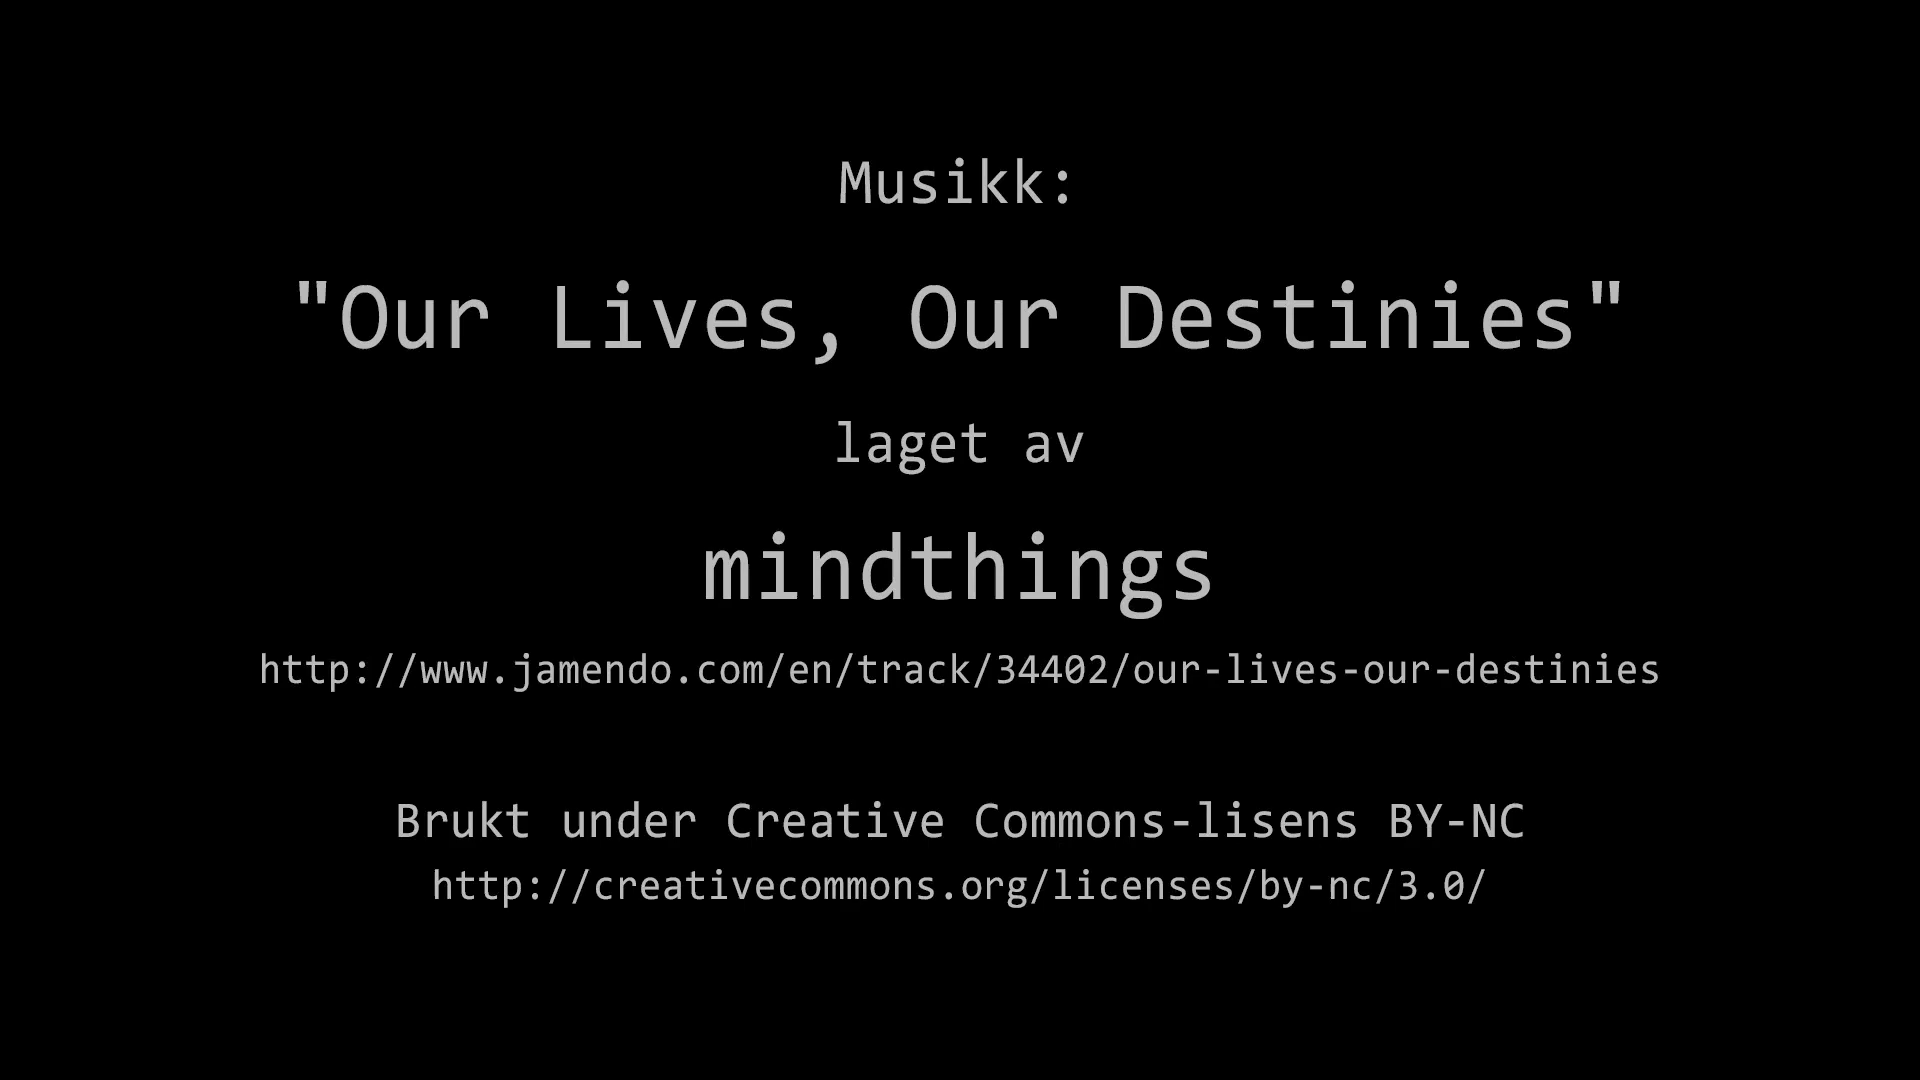 Musikk:
"Our Lives, Our Destinies"
laget av
mindthings
http://www.jamendo.com/en/track/34402/our-lives-our-destinies
Brukt under Creative Commons-lisens BY-NC
http://creativecommons.org/licenses/by-nc/3.0/